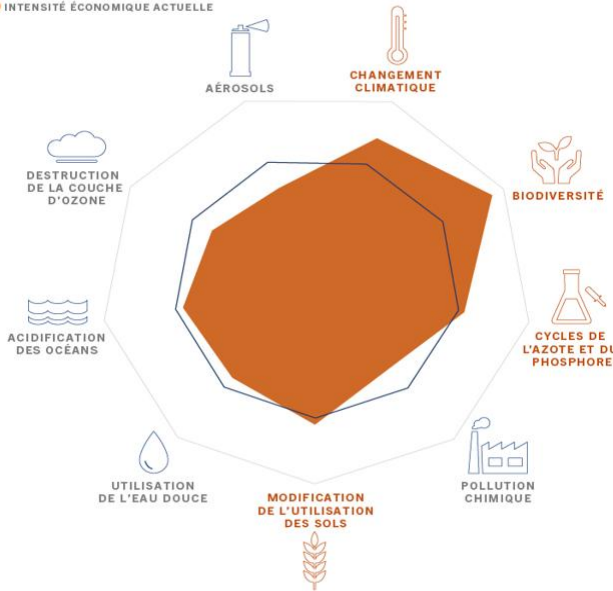 INTENSITÉ ÉCONOMIQUE ACTUELLE
AÉROSOLS
CHANGEMENT
CLIMATIQUE
DESTRUCTION
DE LA COUCHE
D'OZONE
BIODIVERSITÉ
ACIDIFICATION
DES OCÉANS
CYCLES DE
L'AZOTE ET DU
PHOSPHORE
UTILISATION
DE L'EAU DOUCE
MODIFICATION
DE L'UTILISATION
DES SOLS
POLLUTION
CHIMIQUE